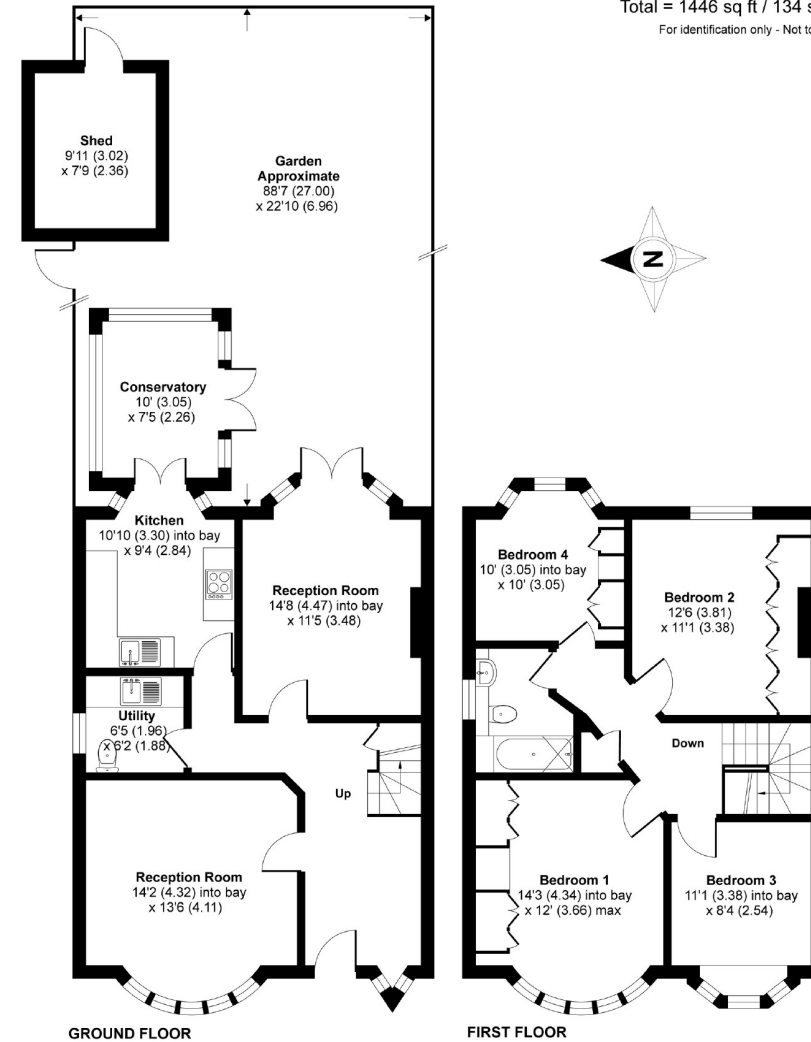 Total = 1446 sq ft / 134 s
For identification only - Not to
Shed
9'11 (3.02)
x 7'9 (2.36)
Garden
Approximate
88'7 (27.00)
x 22'10 (6.96)
N
Conservatory
10' (3.05)
x 7'5 (2.26)
Kitchen
10'10 (3.30) into bay
x 9'4 (2.84)
Reception Room
14'8 (4.47) into bay
x 11'5 (3.48)
Utility
6'5 (1.96)
x 6'2 (1.88)
Up
Reception Room
14'2 (4.32) into bay
x 13'6 (4.11)
GROUND FLOOR
Bedroom 4
10' (3.05) into bay
x 10' (3.05)
Bedroom 2
12'6 (3.81)
x 11'1 (3.38)
Down
Bedroom 1
14'3 (4.34) into bay
x 12' (3.66) max
Bedroom 3
11'1 (3.38) into bay
x 8'4 (2.54)
FIRST FLOOR